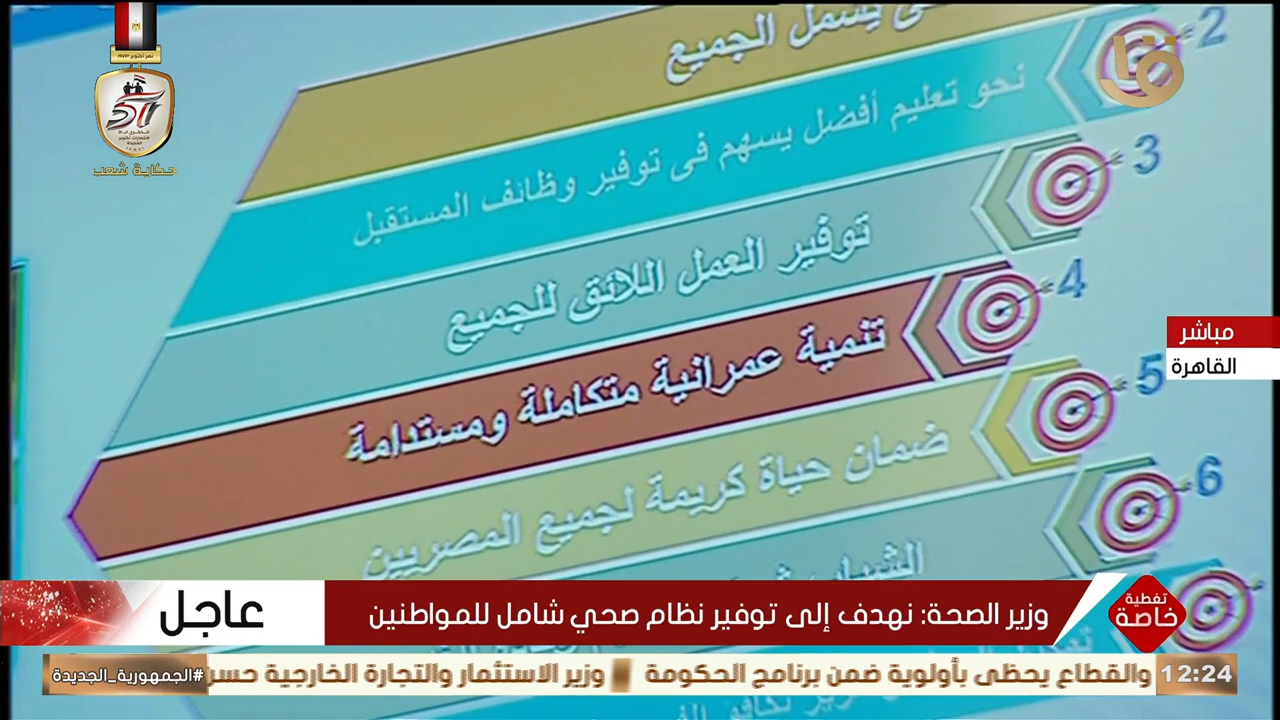 نصر أكتوبر
حكاية شعب
يشمل الجميع
2
نحو تعليم أفضل يسهم فى توفير وظائف المستقبل
3
توفير العمل اللائق للجميع
4
تنمية عمرانية متكاملة ومستدامة
5
ضمان حياة كريمة لجميع المصريين
6
الشباب
مباشر
القاهرة
تغطية
خاصة
وزير الصحة: نهدف إلى توفير نظام صحي شامل للمواطنين
عاجل
12:24
والقطاع يحظى بأولوية ضمن برنامج الحكومة
وزير الاستثمار والتجارة الخارجية
#الجمهورية_الجديدة